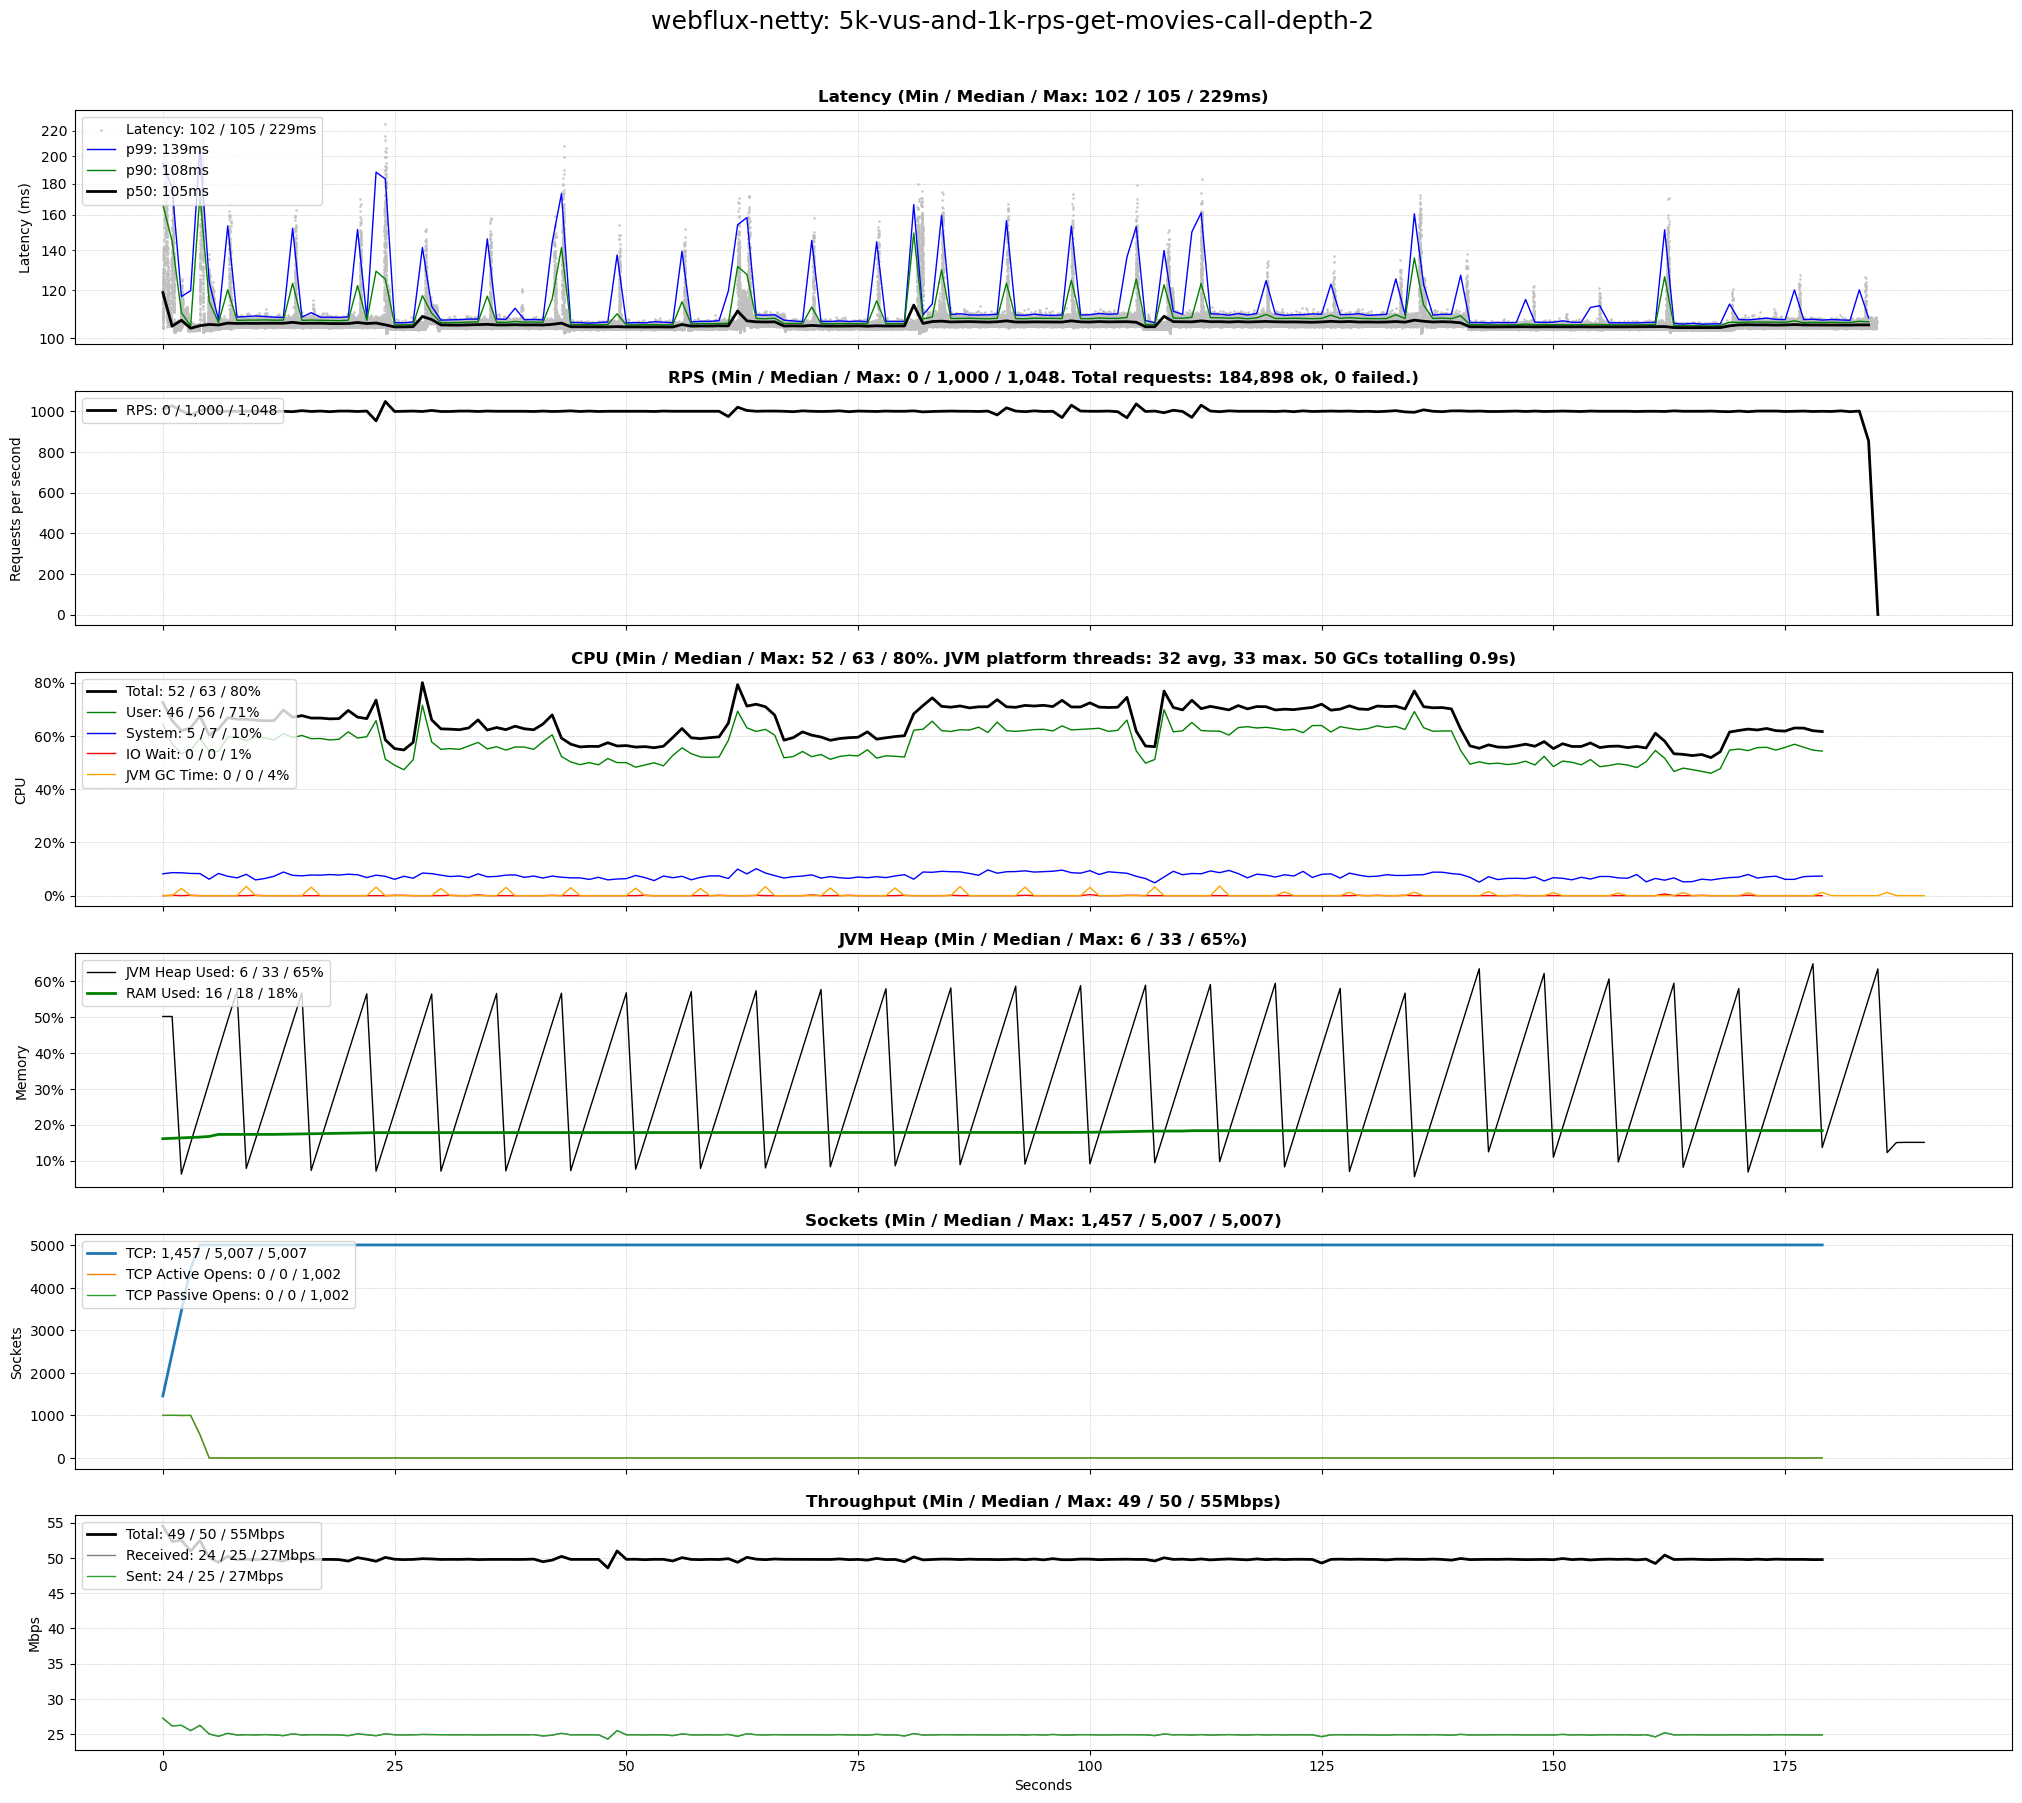 webflux-netty: 5k-vus-and-1k-rps-get-movies-call-depth-2
Latency (Min / Median / Max: 102 / 105 / 229ms)
Latency: 102 / 105 / 229ms
p99: 139ms
p90: 108ms
p50: 105ms
220
200
180
160
140
120
100
Latency (ms)
RPS (Min / Median / Max: 0 / 1,000 / 1,048. Total requests: 184,898 ok, 0 failed.)
RPS: 0 / 1,000 / 1,048
1000
800
600
400
200
0
Requests per second
CPU (Min / Median / Max: 52 / 63 / 80%. JVM platform threads: 32 avg, 33 max. 50 GCs totalling 0.9s)
Total: 52 / 63 / 80%
User: 46 / 56 / 71%
System: 5 / 7 / 10%
IO Wait: 0 / 0 / 1%
JVM GC Time: 0 / 0 / 4%
80%
60%
40%
20%
0%
CPU
JVM Heap (Min / Median / Max: 6 / 33 / 65%)
JVM Heap Used: 6 / 33 / 65%
RAM Used: 16 / 18 / 18%
60%
50%
40%
30%
20%
10%
Memory
Sockets (Min / Median / Max: 1,457 / 5,007 / 5,007)
TCP: 1,457 / 5,007 / 5,007
TCP Active Opens: 0 / 0 / 1,002
TCP Passive Opens: 0 / 0 / 1,002
5000
4000
3000
2000
1000
0
Sockets
Throughput (Min / Median / Max: 49 / 50 / 55Mbps)
Total: 49 / 50 / 55Mbps
Received: 24 / 25 / 27Mbps
Sent: 24 / 25 / 27Mbps
55
50
45
40
35
30
25
Mbps
0 25 50 75 100 125 150 175
Seconds